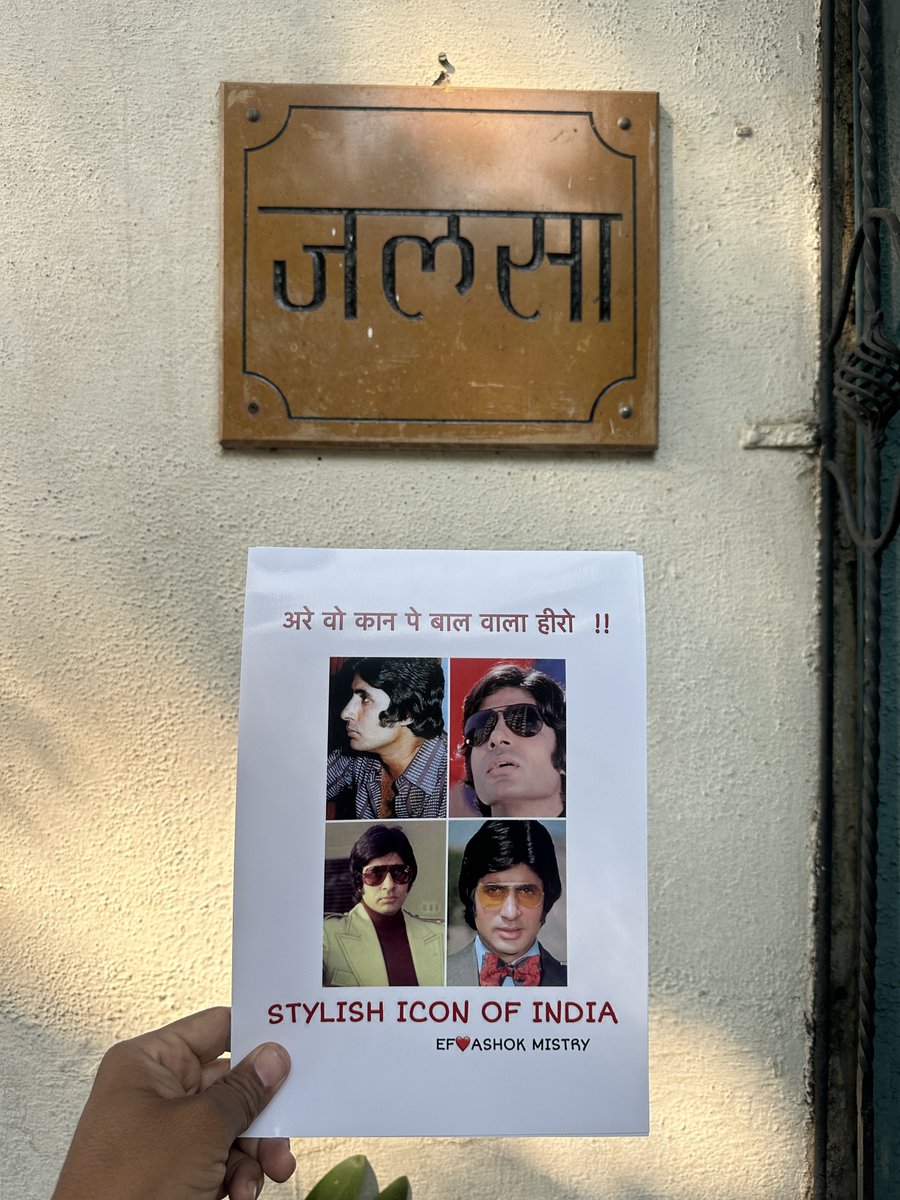 जलसा
अरे वो कान पे बाल वाला हीरो !!
STYLISH ICON OF INDIA
EF❤️ASHOK MISTRY